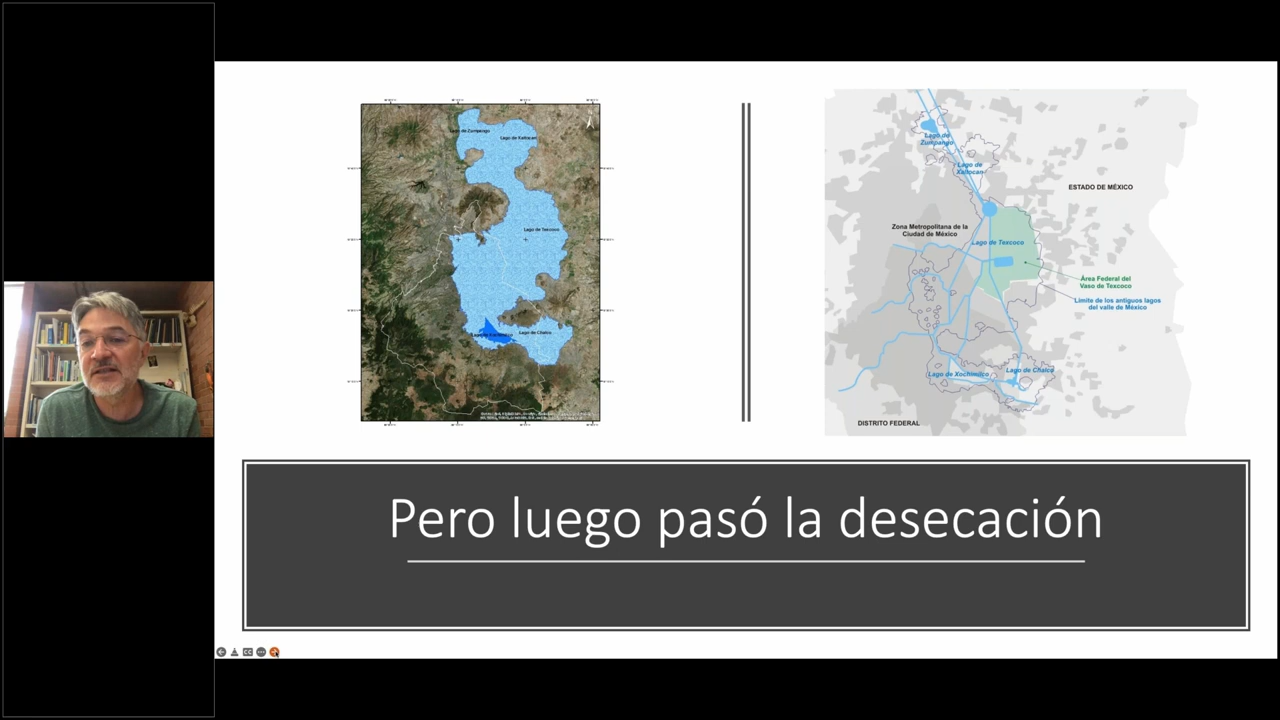 Lago de Zumpango
Lago de Xaltocan
Lago de Texcoco
Lago de Chalco
Lago de
Zumpango
Lago de
Xaltocan
ESTADO DE MÉXICO
Zona Metropolitana de la
Ciudad de México
Lago de Texcoco
Área Federal del
Vaso de Texcoco
Límite de los antiguos lagos
del valle de México
Lago de Xochimilco
Lago de Chalco
DISTRITO FEDERAL
Pero luego pasó la desecación
CC